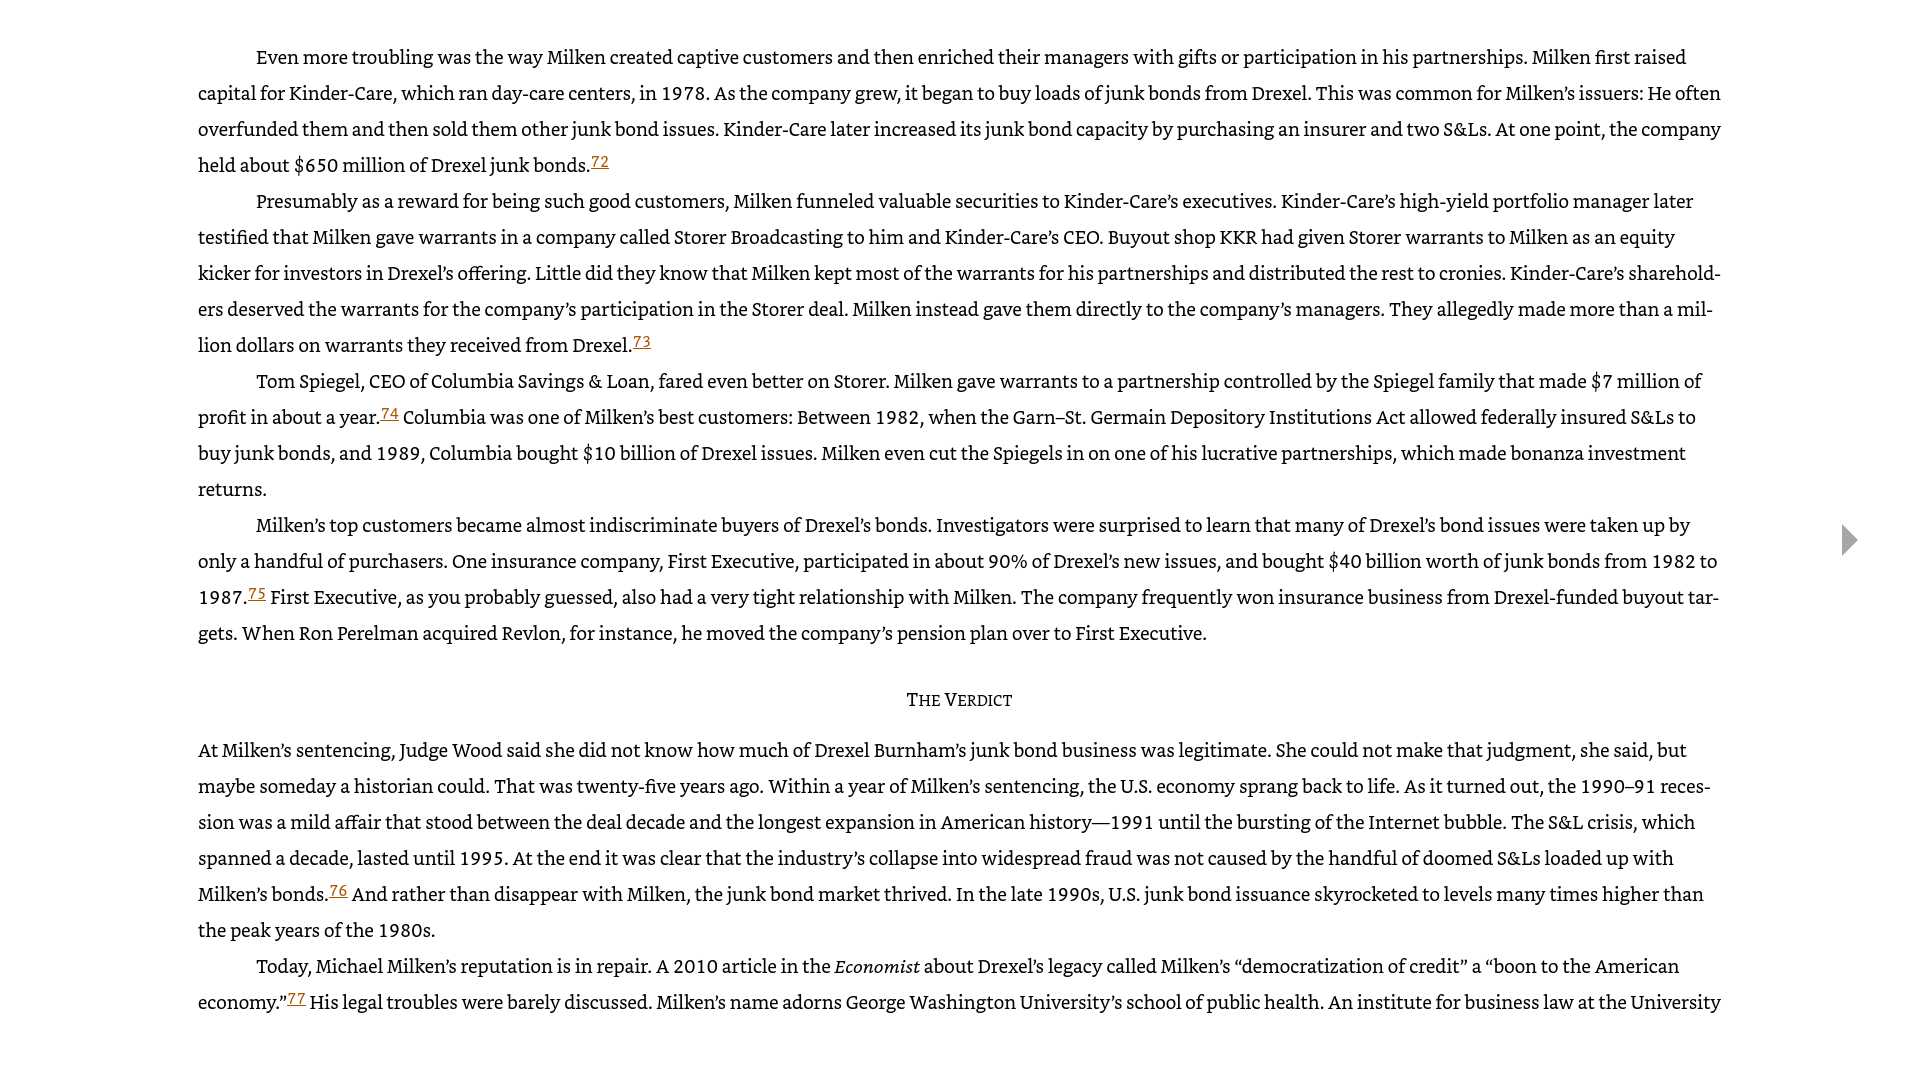 Even more troubling was the way Milken created captive customers and then enriched their managers with gifts or participation in his partnerships. Milken first raised
capital for Kinder-Care, which ran day-care centers, in 1978. As the company grew, it began to buy loads of junk bonds from Drexel. This was common for Milken’s issuers: He often
overfunded them and then sold them other junk bond issues. Kinder-Care later increased its junk bond capacity by purchasing an insurer and two S&Ls. At one point, the company
held about $650 million of Drexel junk bonds.72
Presumably as a reward for being such good customers, Milken funneled valuable securities to Kinder-Care’s executives. Kinder-Care’s high-yield portfolio manager later
testified that Milken gave warrants in a company called Storer Broadcasting to him and Kinder-Care’s CEO. Buyout shop KKR had given Storer warrants to Milken as an equity
kicker for investors in Drexel’s offering. Little did they know that Milken kept most of the warrants for his partnerships and distributed the rest to cronies. Kinder-Care’s sharehold-
ers deserved the warrants for the company’s participation in the Storer deal. Milken instead gave them directly to the company’s managers. They allegedly made more than a mil-
lion dollars on warrants they received from Drexel.73
Tom Spiegel, CEO of Columbia Savings & Loan, fared even better on Storer. Milken gave warrants to a partnership controlled by the Spiegel family that made $7 million of
profit in about a year.74 Columbia was one of Milken’s best customers: Between 1982, when the Garn–St. Germain Depository Institutions Act allowed federally insured S&Ls to
buy junk bonds, and 1989, Columbia bought $10 billion of Drexel issues. Milken even cut the Spiegels in on one of his lucrative partnerships, which made bonanza investment
returns.
Milken’s top customers became almost indiscriminate buyers of Drexel’s bonds. Investigators were surprised to learn that many of Drexel’s bond issues were taken up by
only a handful of purchasers. One insurance company, First Executive, participated in about 90% of Drexel’s new issues, and bought $40 billion worth of junk bonds from 1982 to
1987.75 First Executive, as you probably guessed, also had a very tight relationship with Milken. The company frequently won insurance business from Drexel-funded buyout tar-
gets. When Ron Perelman acquired Revlon, for instance, he moved the company’s pension plan over to First Executive.
THE VERDICT
At Milken’s sentencing, Judge Wood said she did not know how much of Drexel Burnham’s junk bond business was legitimate. She could not make that judgment, she said, but
maybe someday a historian could. That was twenty-five years ago. Within a year of Milken’s sentencing, the U.S. economy sprang back to life. As it turned out, the 1990–91 reces-
sion was a mild affair that stood between the deal decade and the longest expansion in American history—1991 until the bursting of the Internet bubble. The S&L crisis, which
spanned a decade, lasted until 1995. At the end it was clear that the industry’s collapse into widespread fraud was not caused by the handful of doomed S&Ls loaded up with
Milken’s bonds.76 And rather than disappear with Milken, the junk bond market thrived. In the late 1990s, U.S. junk bond issuance skyrocketed to levels many times higher than
the peak years of the 1980s.
Today, Michael Milken’s reputation is in repair. A 2010 article in the Economist about Drexel’s legacy called Milken’s “democratization of credit” a “boon to the American
economy.”77 His legal troubles were barely discussed. Milken’s name adorns George Washington University’s school of public health. An institute for business law at the University